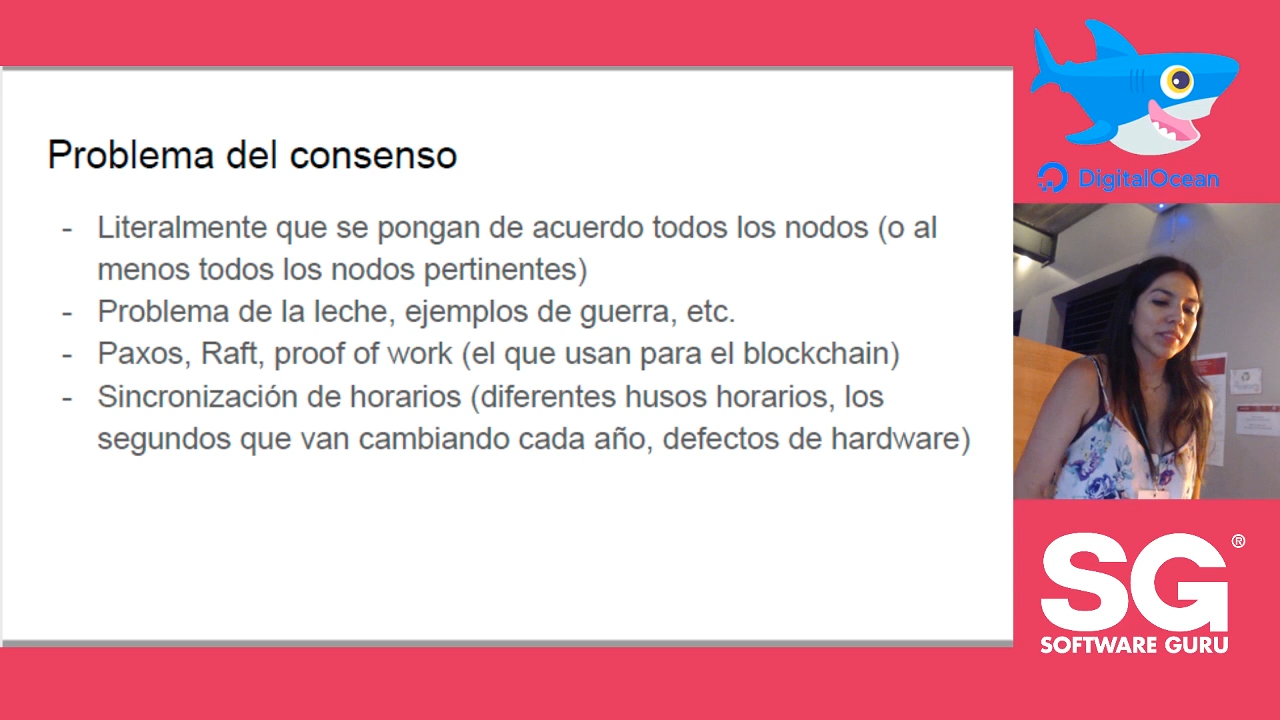 Problema del consenso
- Literalmente que se pongan de acuerdo todos los nodos (o al
menos todos los nodos pertinentes)
- Problema de la leche, ejemplos de guerra, etc.
- Paxos, Raft, proof of work (el que usan para el blockchain)
- Sincronización de horarios (diferentes husos horarios, los
segundos que van cambiando cada año, defectos de hardware)
DigitalOcean
SG®
SOFTWARE GURU